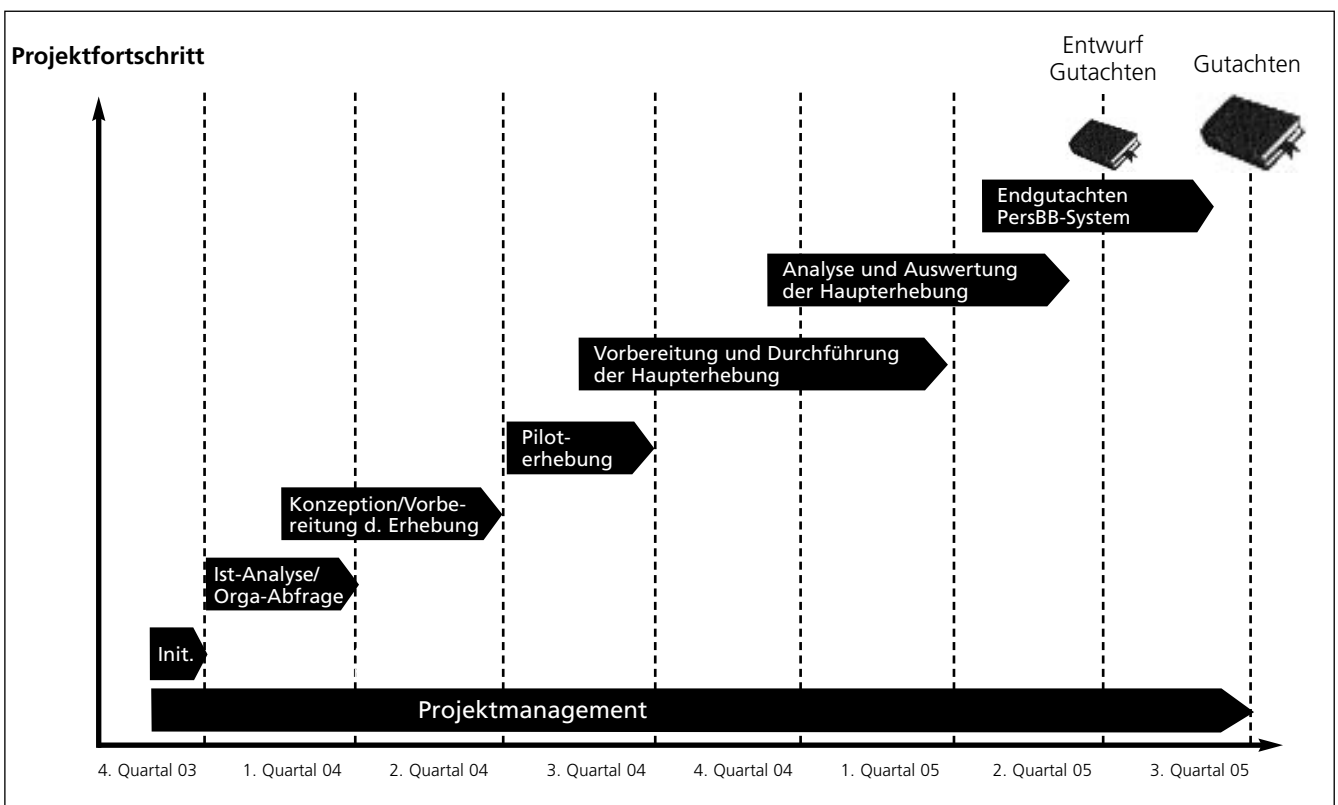 Projektfortschritt
Entwurf
Gutachten
Gutachten
Endgutachten
PersBB-System
Analyse und Auswertung
der Haupterhebung
Vorbereitung und Durchführung
der Haupterhebung
Pilot-
erhebung
Konzeption/Vorbe-
reitung d. Erhebung
Ist-Analyse/
Orga-Abfrage
Init.
Projektmanagement
4. Quartal 03 1. Quartal 04 2. Quartal 04 3. Quartal 04 4. Quartal 04 1. Quartal 05 2. Quartal 05 3. Quartal 05